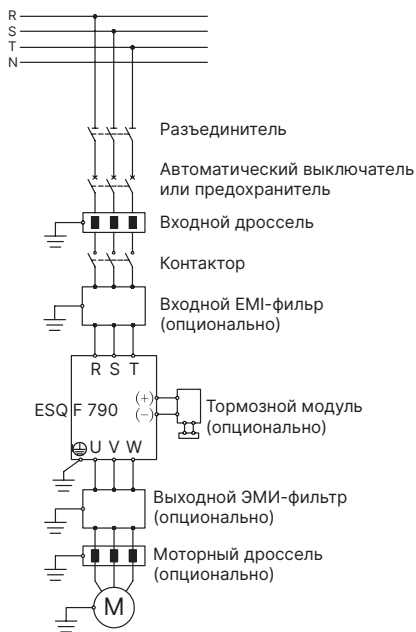 R
S
T
N
Разъединитель
Автоматический выключатель
или предохранитель
Входной дроссель
Контактор
Входной EMI-фильр
(опционально)
R S T
ESQ F 790
(+)
(−)
Тормозной модуль
(опционально)
U V W
Выходной ЭМИ-фильтр
(опционально)
Моторный дроссель
(опционально)
M